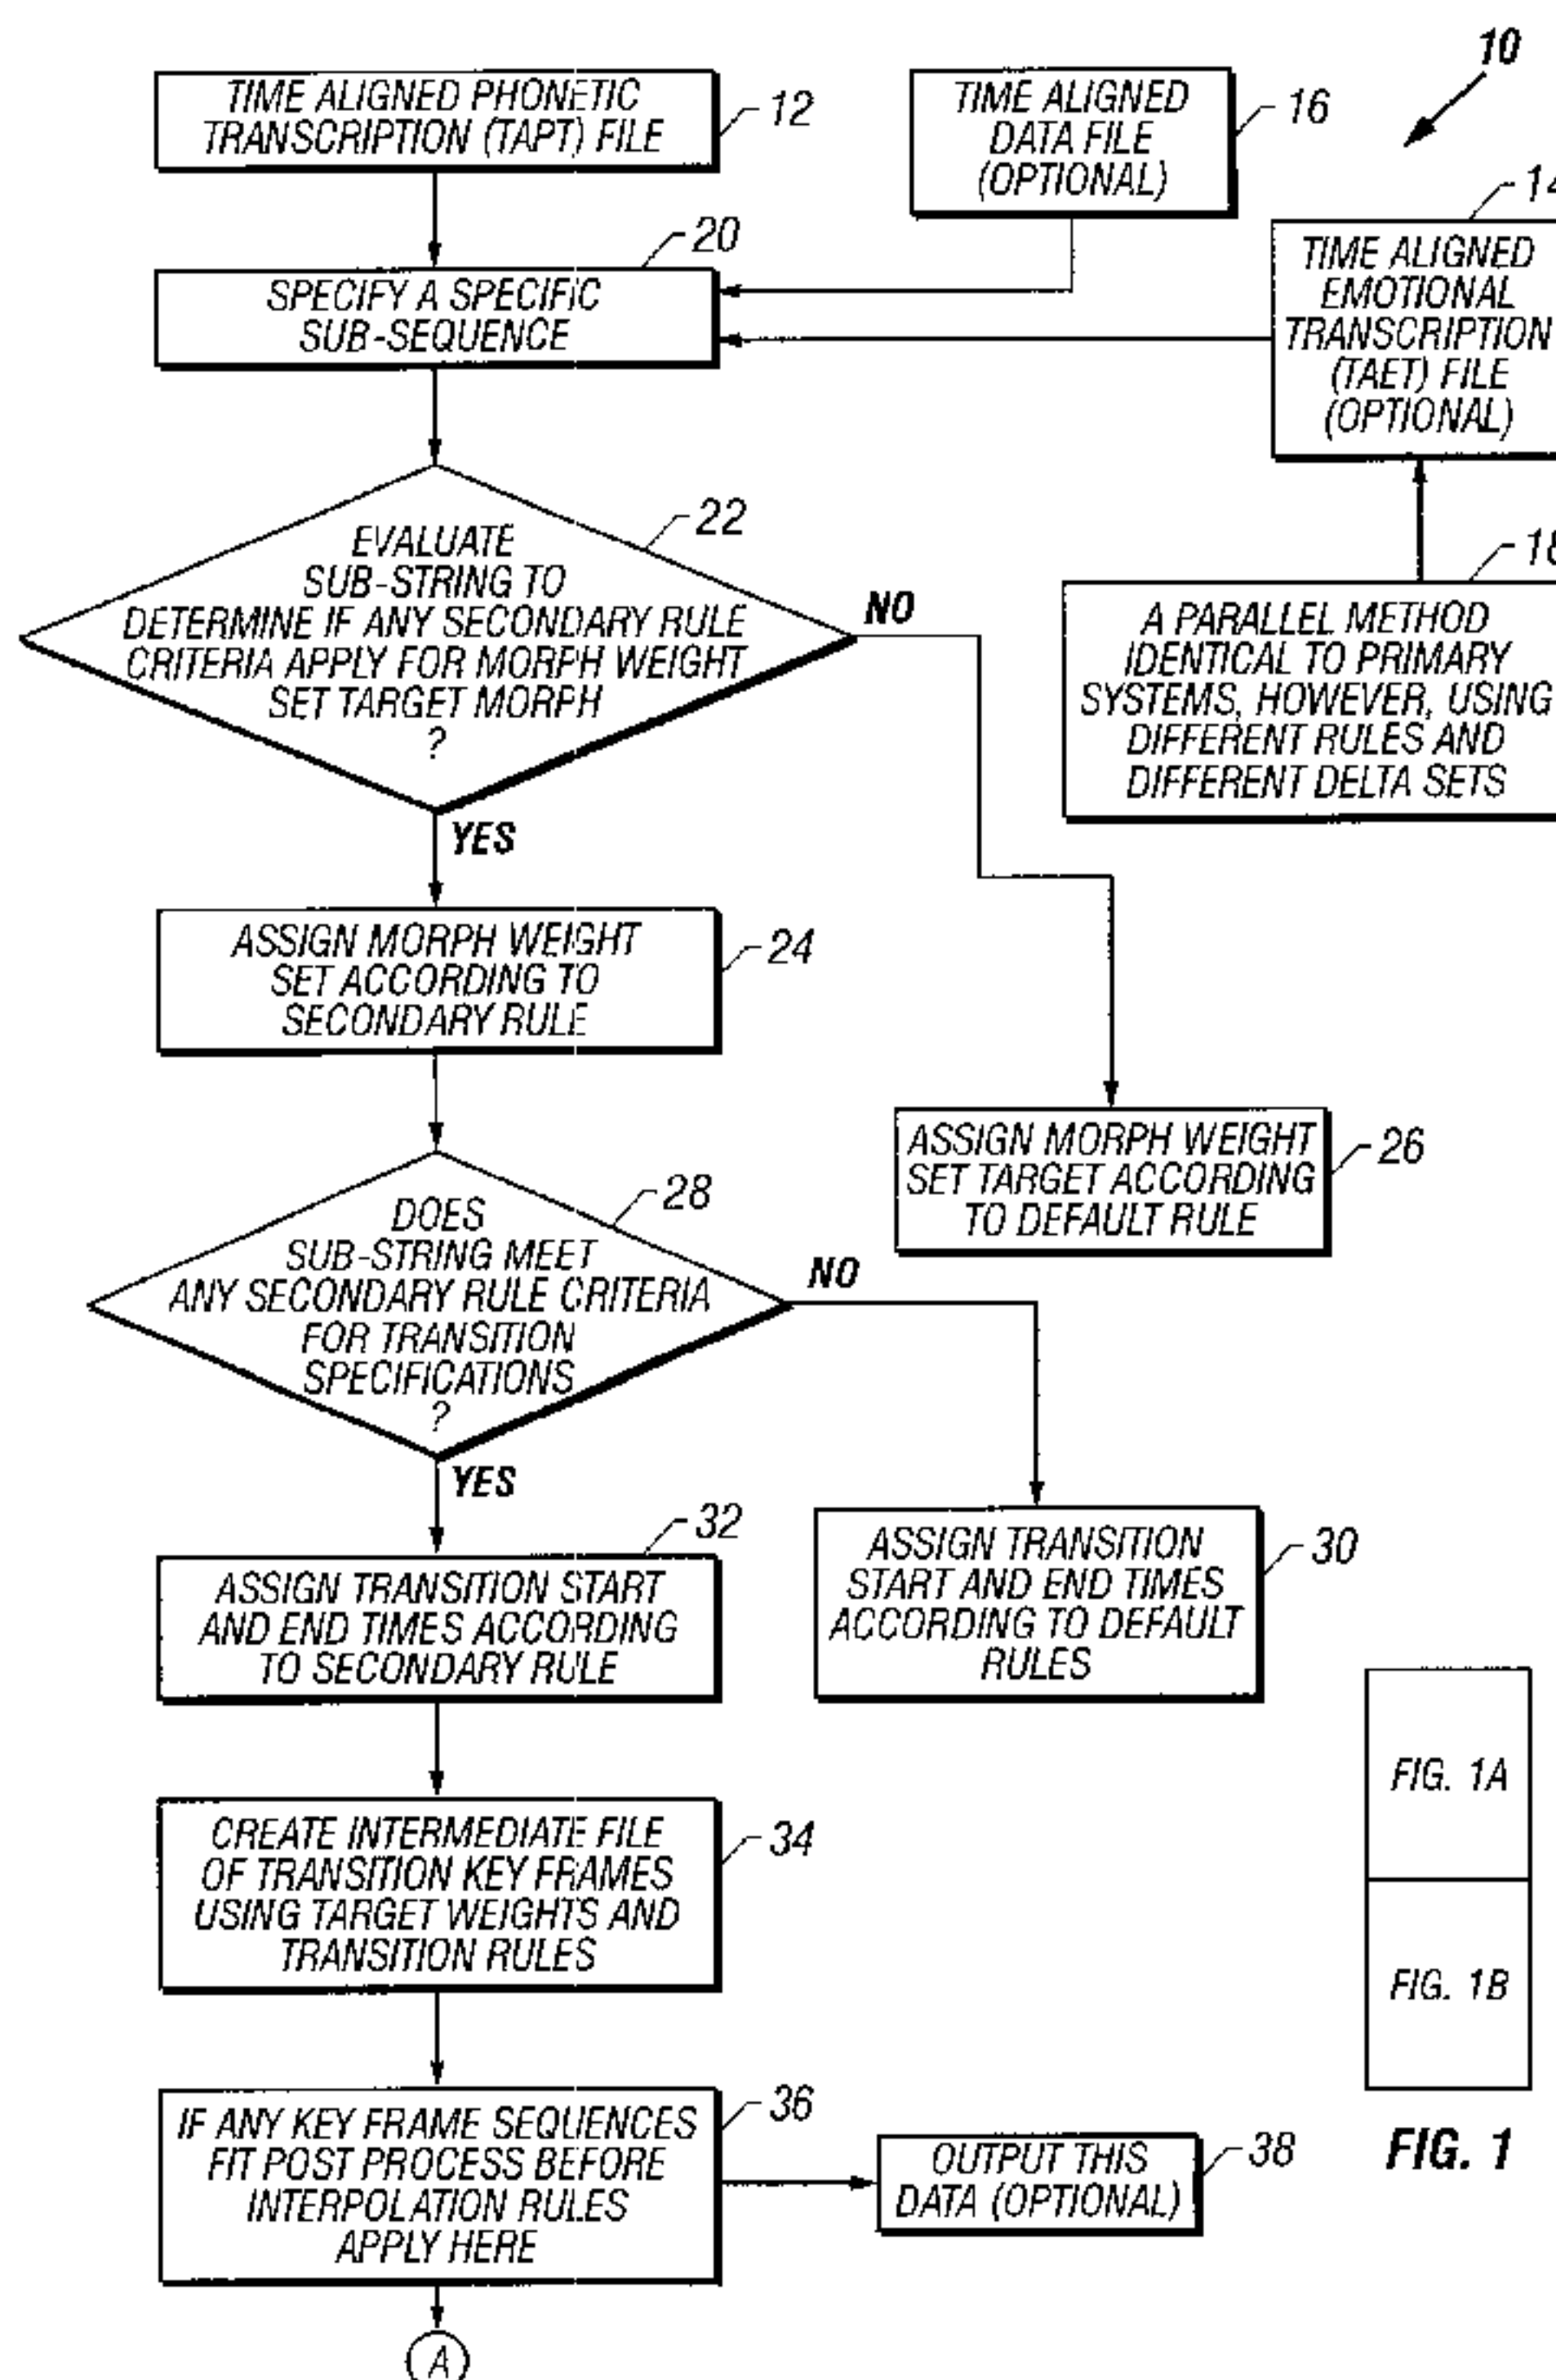 10
TIME ALIGNED PHONETIC
TRANSCRIPTION (TAPT) FILE
12
TIME ALIGNED
DATA FILE
(OPTIONAL)
16
14
TIME ALIGNED
EMOTIONAL
TRANSCRIPTION
(TAET) FILE
(OPTIONAL)
20
SPECIFY A SPECIFIC
SUB-SEQUENCE
22
EVALUATE
SUB-STRING TO
DETERMINE IF ANY SECONDARY RULE
CRITERIA APPLY FOR MORPH WEIGHT
SET TARGET MORPH
?
NO
YES
18
A PARALLEL METHOD
IDENTICAL TO PRIMARY
SYSTEMS, HOWEVER, USING
DIFFERENT RULES AND
DIFFERENT DELTA SETS
ASSIGN MORPH WEIGHT
SET ACCORDING TO
SECONDARY RULE
24
ASSIGN MORPH WEIGHT
SET TARGET ACCORDING
TO DEFAULT RULE
26
28
DOES
SUB-STRING MEET
ANY SECONDARY RULE CRITERIA
FOR TRANSITION
SPECIFICATIONS
?
NO
YES
32
ASSIGN TRANSITION START
AND END TIMES ACCORDING
TO SECONDARY RULE
ASSIGN TRANSITION
START AND END TIMES
ACCORDING TO DEFAULT
RULES
30
CREATE INTERMEDIATE FILE
OF TRANSITION KEY FRAMES
USING TARGET WEIGHTS AND
TRANSITION RULES
34
FIG. 1A
FIG. 1B
FIG. 1
IF ANY KEY FRAME SEQUENCES
FIT POST PROCESS BEFORE
INTERPOLATION RULES
APPLY HERE
36
OUTPUT THIS
DATA (OPTIONAL)
38
A